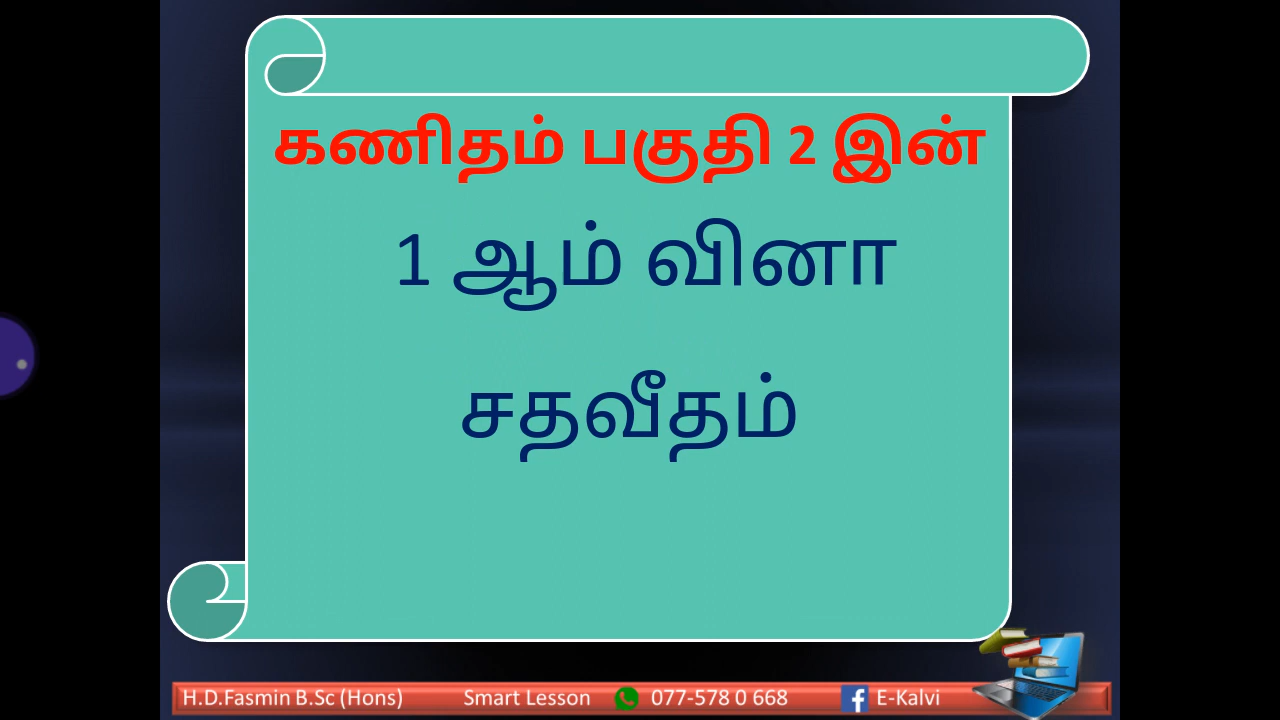 கணிதம் பகுதி 2 இன்
1 ஆம் வினா
சதவீதம்
H.D.Fasmin B.Sc (Hons) Smart Lesson 077-578 0 668 E-Kalvi